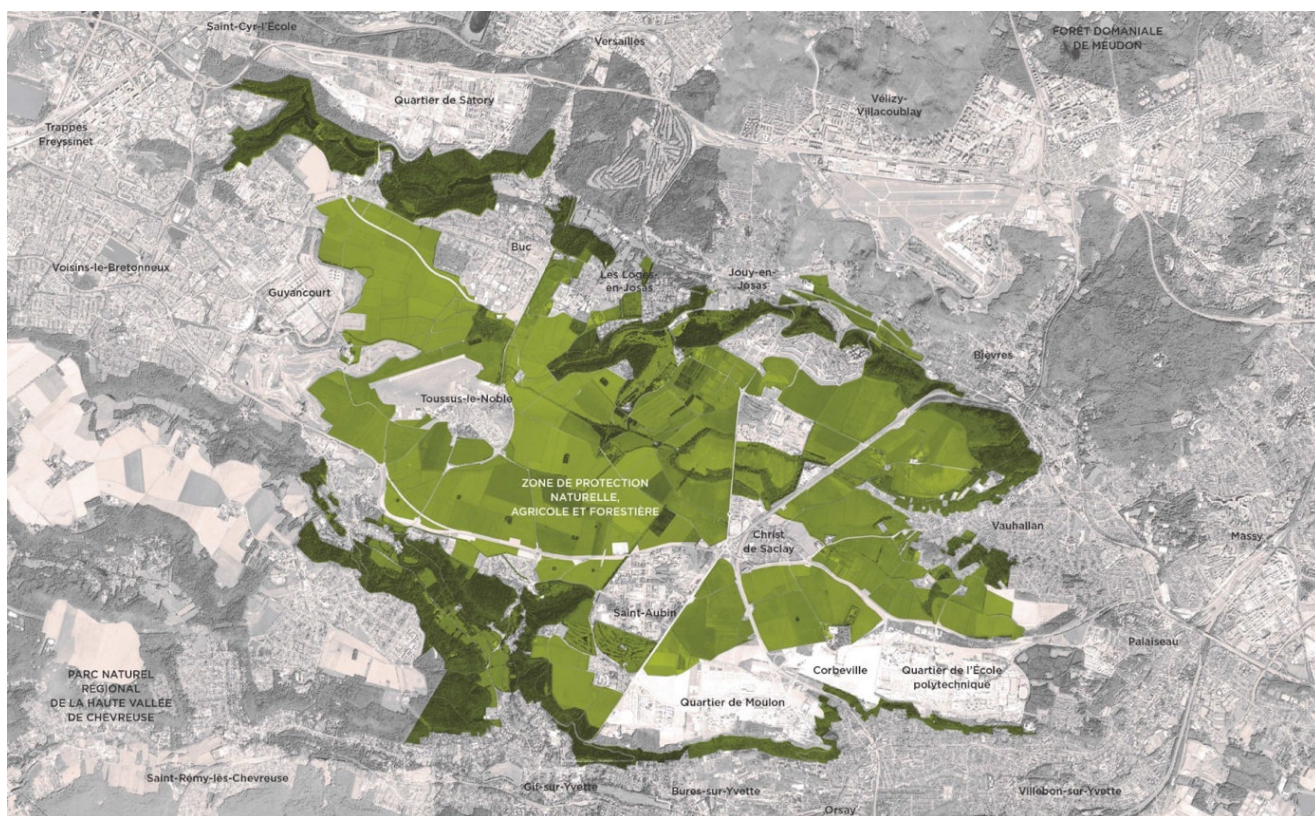 Saint-Cyr-l'École
Versailles
FORÊT DOMANIALE
DE MEUDON
Quartier de Satory
Vélizy-
Villacoublay
Trappes
Freyssinet
Buc
Voisins-le-Bretonneux
Guyancourt
Les Loges-
en-Josas
Jouy-en-
Josas
Bièvres
Toussus-le-Noble
ZONE DE PROTECTION
NATURELLE,
AGRICOLE ET FORESTIÈRE
Christ
de Saclay
Vauhallan
Massy
Saint-Aubin
Palaiseau
PARC NATUREL
RÉGIONAL
DE LA HAUTE VALLÉE
DE CHEVREUSE
Corbeville
Quartier de l'École
polytechnique
Quartier de Moulon
Saint-Rémy-lès-Chevreuse
Gif-sur-Yvette
Bures-sur-Yvette
Villebon-sur-Yvette
Orsay